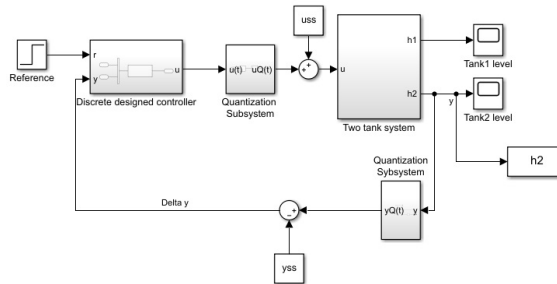 uss
h1
Tank1 level
r
y
u
u(t)
uQ(t)
+
+
u
Reference
Discrete designed controller
Quantization
Subsystem
h2
y
Tank2 level
Two tank system
Quantization
Sybsystem
h2
Delta y
+
−
yQ(t)
y
yss